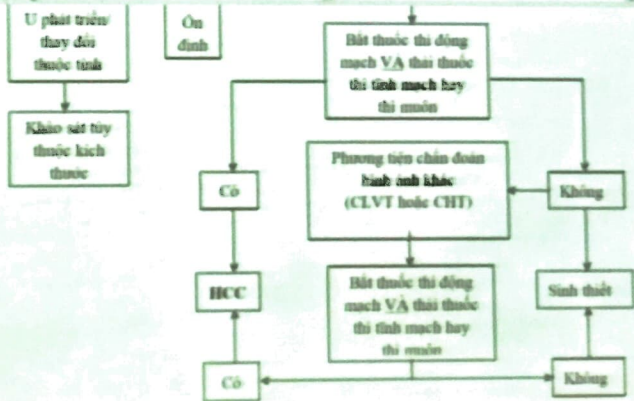 U phát triển/
thay đổi
thuộc tính
Ổn
định
Khảo sát tùy
thuộc kích
thước
Bắt thuốc thì động
mạch VÀ thải thuốc
thì tĩnh mạch hay
thì muộn
Phương tiện chẩn đoán
hình ảnh khác
(CLVT hoặc CHT)
Có
Không
HCC
Bắt thuốc thì động
mạch VÀ thải thuốc
thì tĩnh mạch hay
thì muộn
Sinh thiết
Có
Không